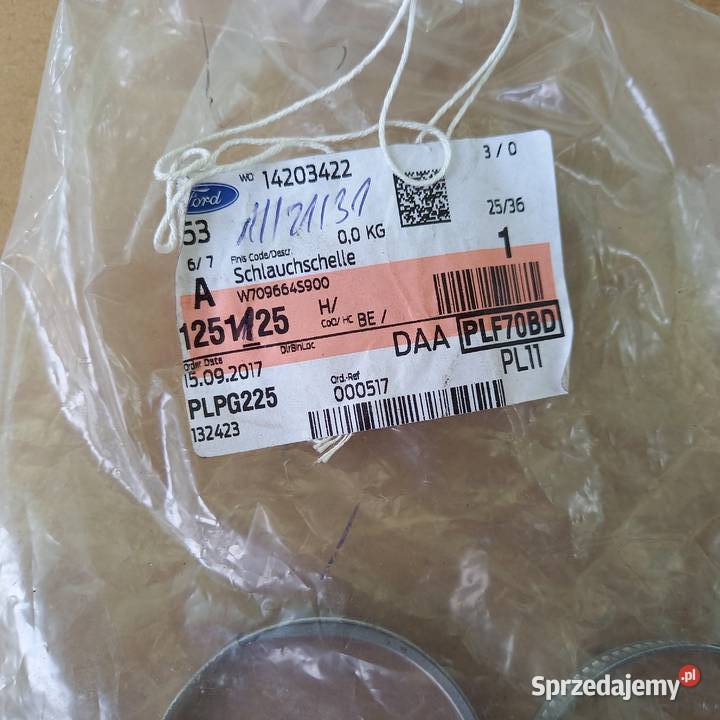 WO 14203422
3 / 0
Ford
53
11121131
0,0 KG
25/36
6/7
Finis Code/Descr.
Schlauchschelle
1
A
W709664S900
1251125
H/
CoO/ HC BE /
DAA PLF70BD
Order Date
DlrBinLoc
PL11
15.09.2017
Ord.-Ref
PLPG225
000517
132423
Sprzedajemy.pl